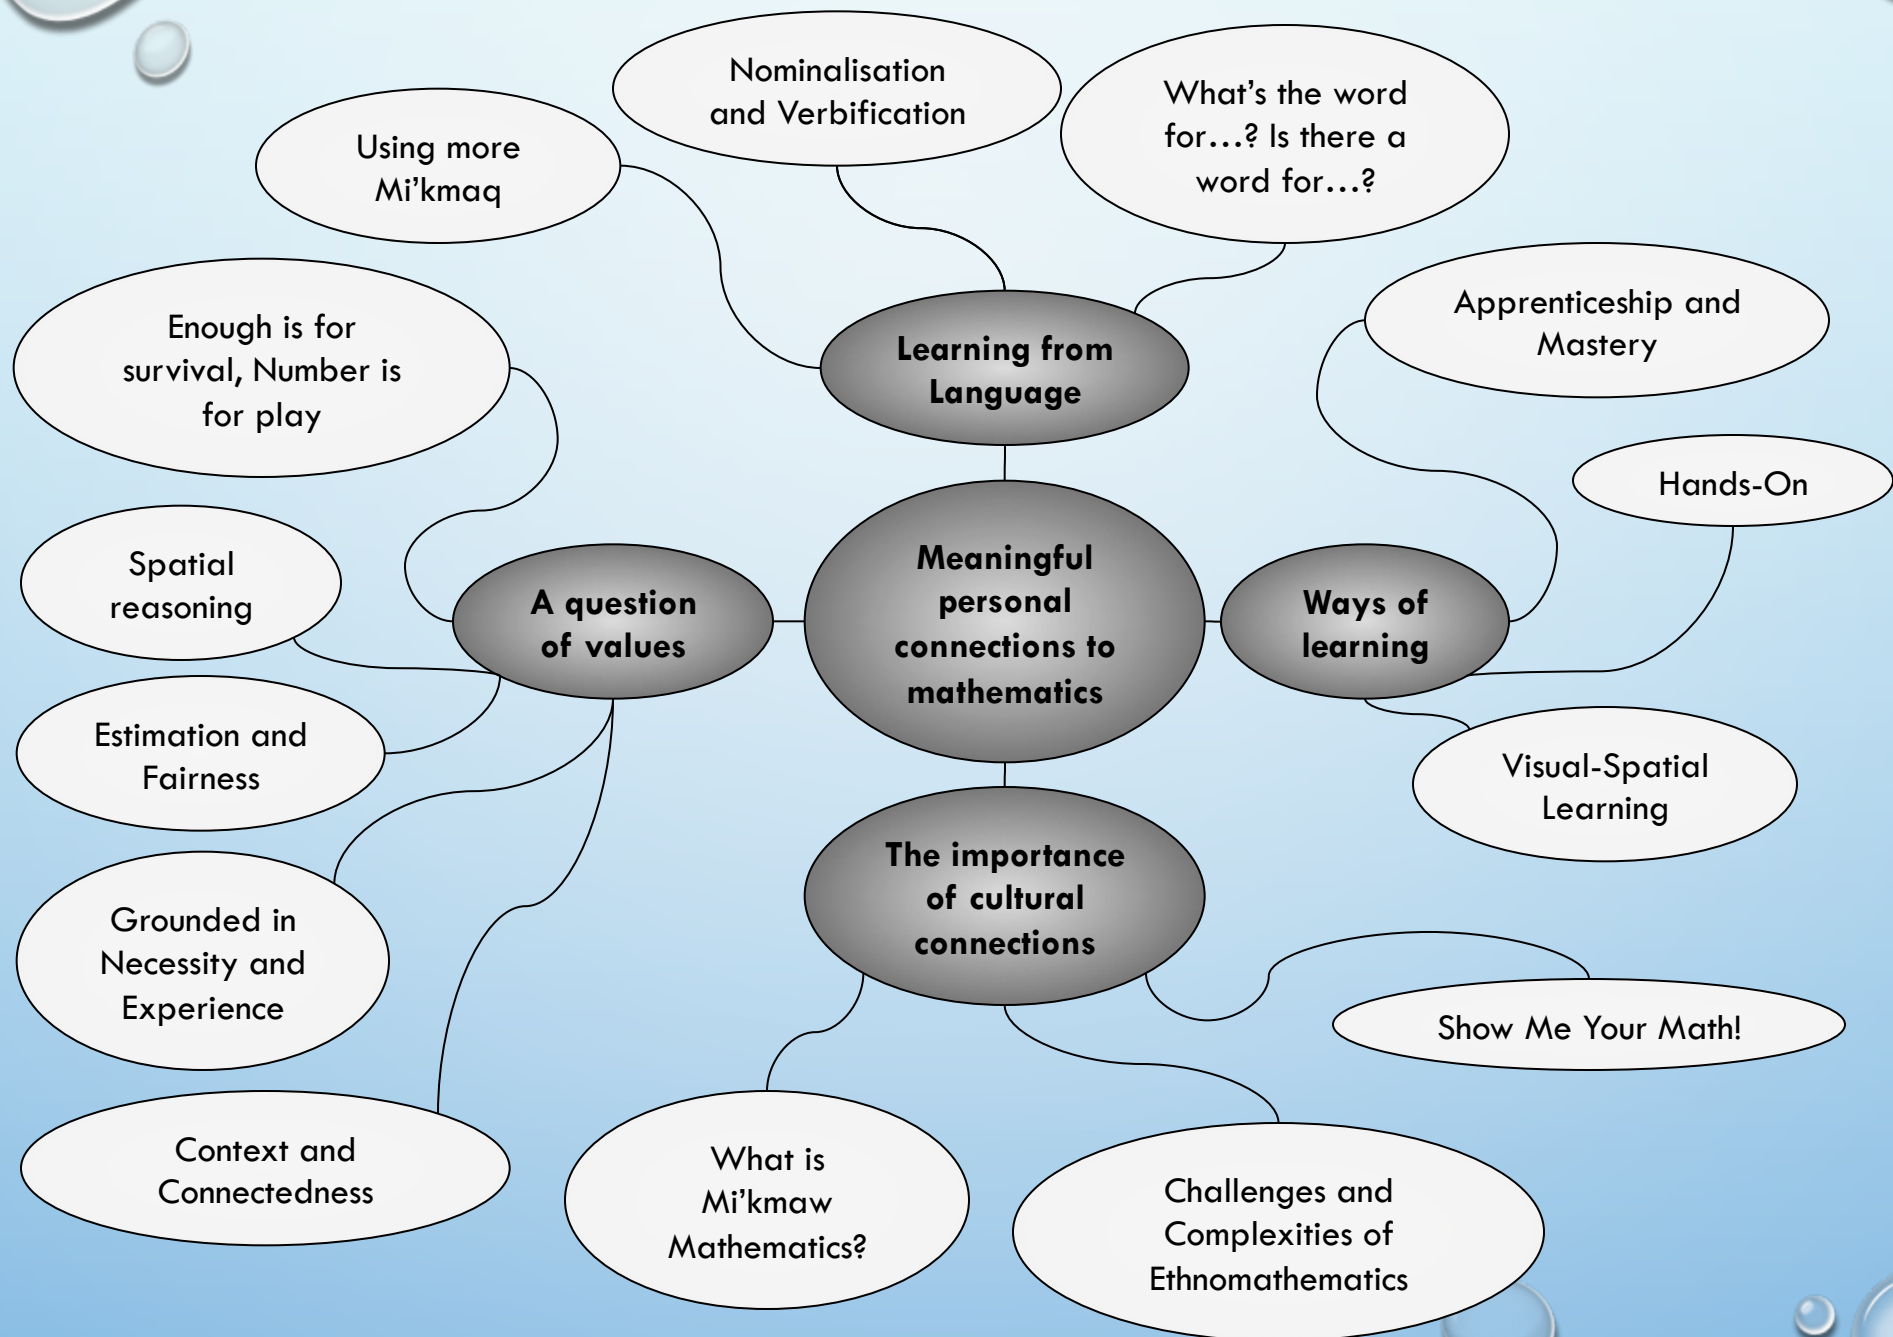 Nominalisation
and Verbification
What's the word
for...? Is there a
word for...?
Using more
Mi'kmaq
Learning from
Language
Apprenticeship and
Mastery
Enough is for
survival, Number is
for play
Hands-On
Spatial
reasoning
A question
of values
Meaningful
personal
connections to
mathematics
Ways of
learning
Estimation and
Fairness
Visual-Spatial
Learning
The importance
of cultural
connections
Grounded in
Necessity and
Experience
Show Me Your Math!
Context and
Connectedness
What is
Mi'kmaw
Mathematics?
Challenges and
Complexities of
Ethnomathematics